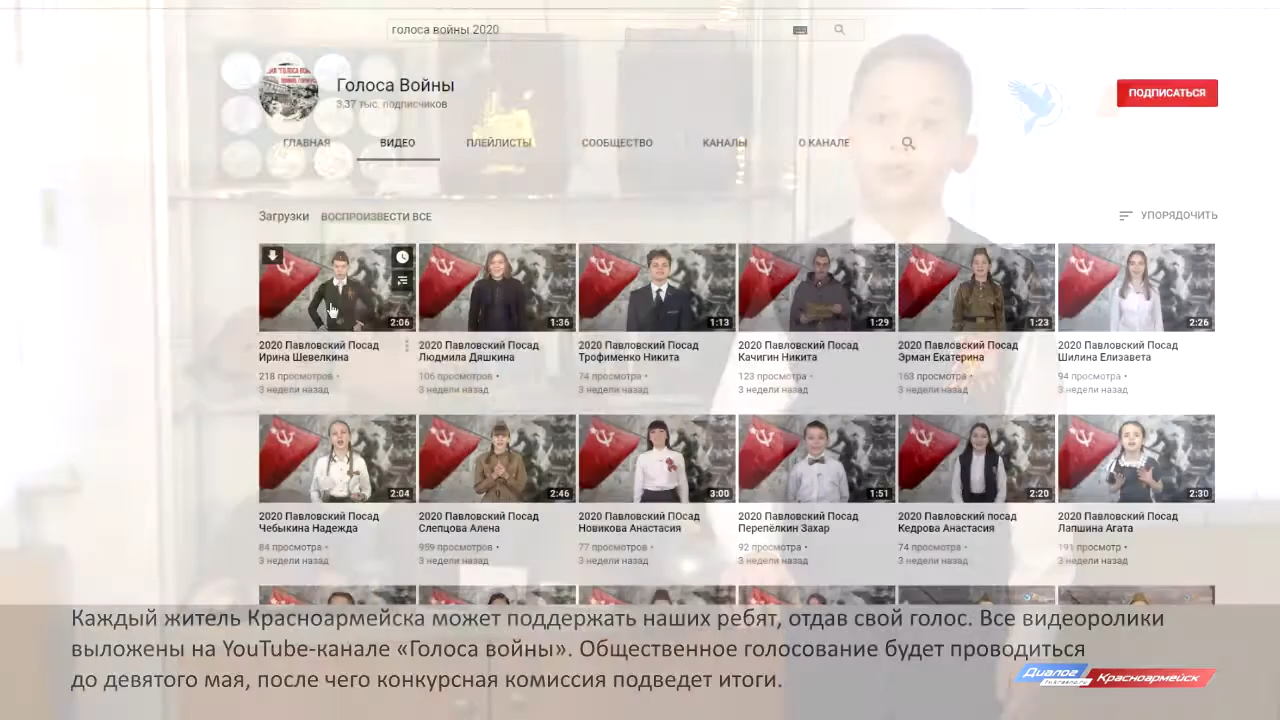 голоса войны 2020
Голоса Войны
3,37 тыс. подписчиков
ПОДПИСАТЬСЯ
ГЛАВНАЯ ВИДЕО ПЛЕЙЛИСТЫ СООБЩЕСТВО КАНАЛЫ О КАНАЛЕ
Загрузки ВОСПРОИЗВЕСТИ ВСЕ УПОРЯДОЧИТЬ
2:06 1:36 1:13 1:29 1:23 2:26
2020 Павловский Посад 2020 Павловский Посад 2020 Павловский Посад 2020 Павловский Посад 2020 Павловский Посад 2020 Павловский Посад
Ирина Шевелкина Людмила Дяшкина Трофименко Никита Качигин Никита Эрман Екатерина Шилина Елизавета
218 просмотров • 106 просмотров • 74 просмотра • 123 просмотра • 163 просмотра • 94 просмотра •
3 недели назад 3 недели назад 3 недели назад 3 недели назад 3 недели назад 3 недели назад
2:04 2:46 3:00 1:51 2:20 2:30
2020 Павловский Посад 2020 Павловский Посад 2020 Павловский ПОсад 2020 Павловский Посад 2020 Павловский посад 2020 Павловский Посад
Чебыкина Надежда Слепцова Алена Новикова Анастасия Перепёлкин Захар Кедрова Анастасия Лапшина Агата
84 просмотра • 959 просмотров • 77 просмотров • 92 просмотра • 74 просмотра • 191 просмотр •
3 недели назад 3 недели назад 3 недели назад 3 недели назад 3 недели назад 3 недели назад
Каждый житель Красноармейска может поддержать наших ребят, отдав свой голос. Все видеоролики
выложены на YouTube-канале «Голоса войны». Общественное голосование будет проводиться
до девятого мая, после чего конкурсная комиссия подведет итоги.
Диалог Красноармейск